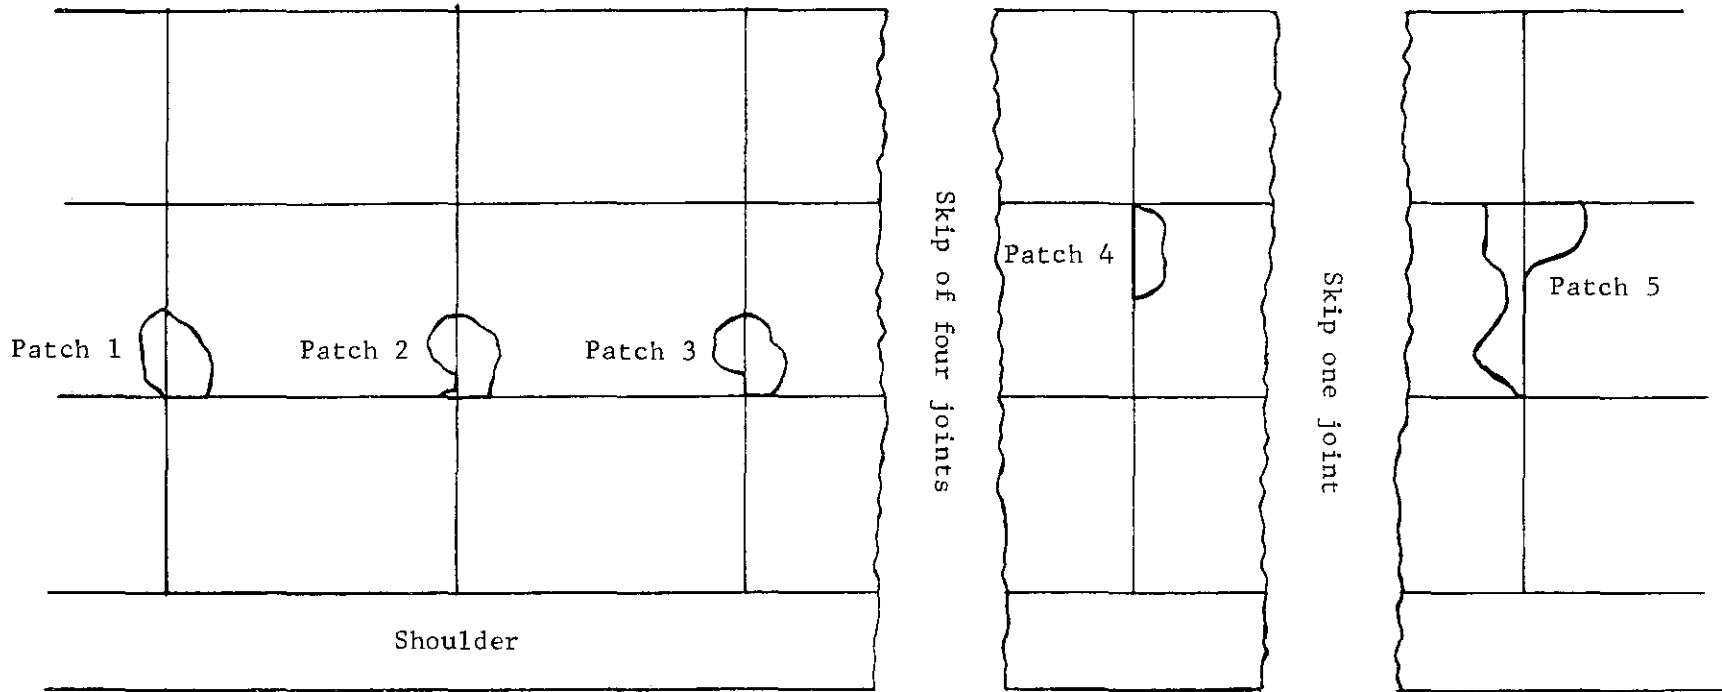 Patch 1
Patch 2
Patch 3
Skip of four joints
Patch 4
Skip one joint
Patch 5
Shoulder